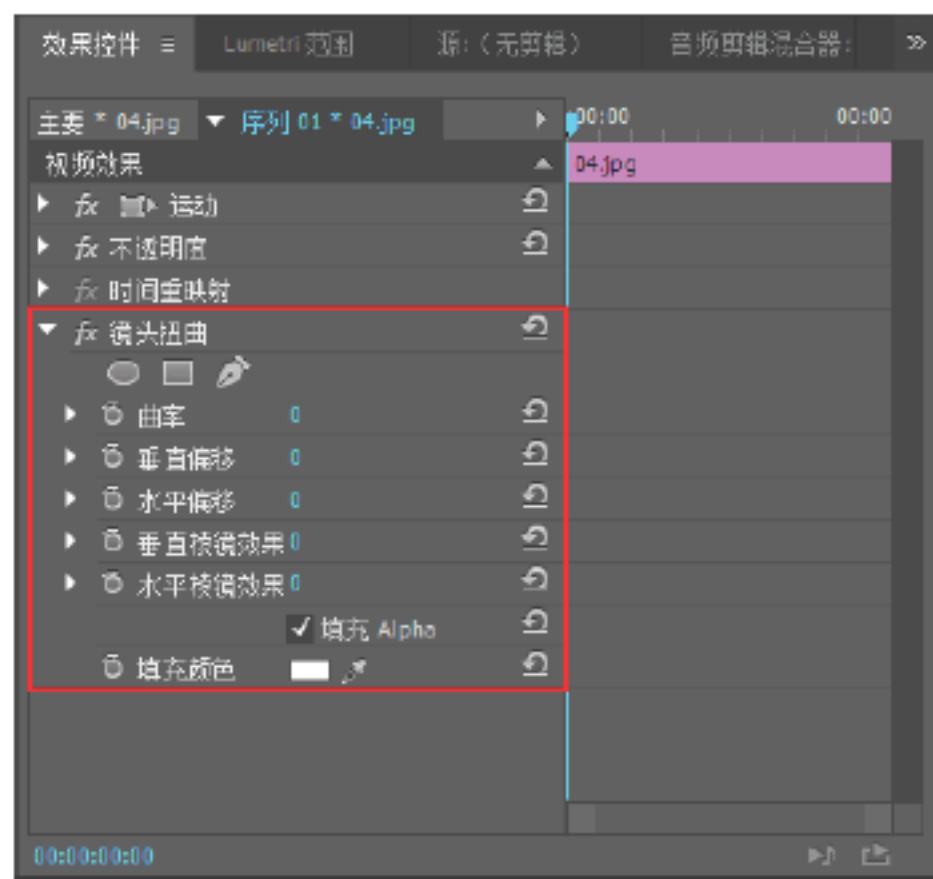 效果控件 Lumetri 范围 源:（无剪辑） 音频剪辑混合器:
主要 * 04.jpg 序列 01 * 04.jpg 00:00 00:00
视频效果 04.jpg
fx 运动
fx 不透明度
fx 时间重映射
fx 镜头扭曲
曲率 0
垂直偏移 0
水平偏移 0
垂直棱镜效果 0
水平棱镜效果 0
填充 Alpha
填充颜色
00:00:00:00